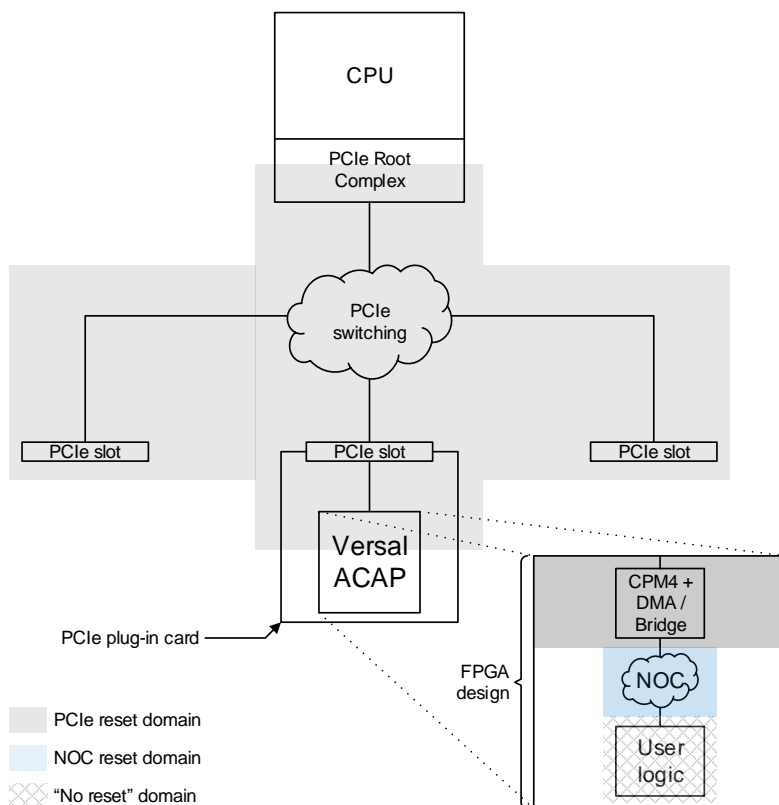 CPU
PCIe Root
Complex
PCIe
switching
PCIe slot
PCIe slot
PCIe slot
Versal
ACAP
PCIe plug-in card
CPM4 +
DMA /
Bridge
FPGA
design
NOC
User
logic
PCIe reset domain
NOC reset domain
“No reset” domain